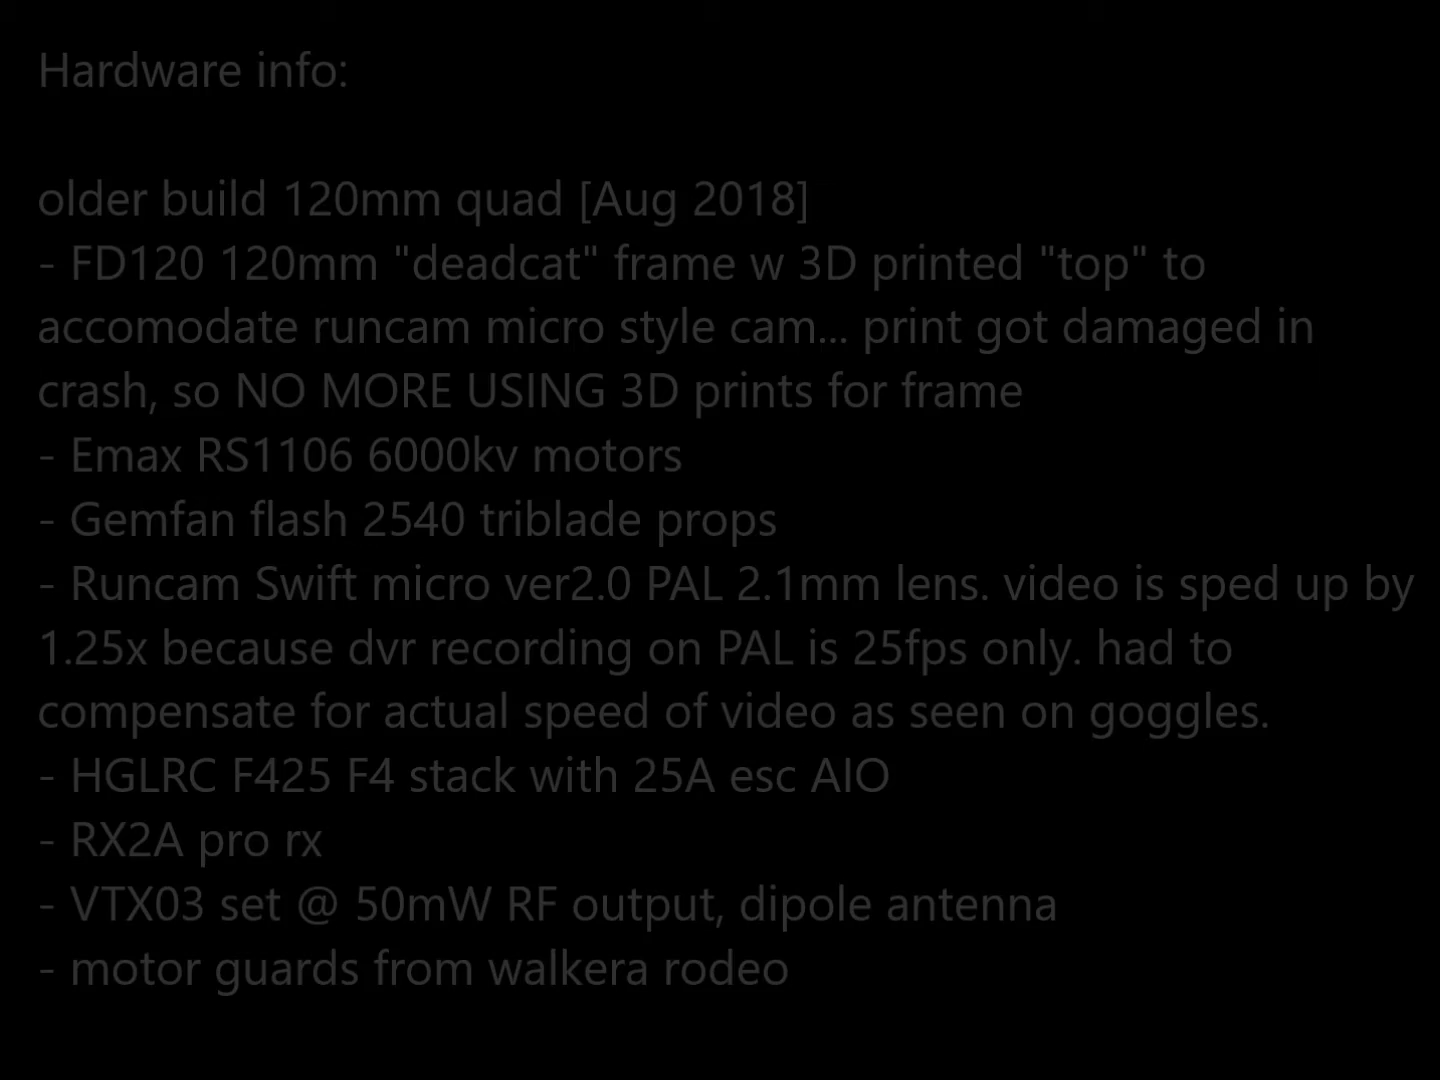 Hardware info:
older build 120mm quad [Aug 2018]
- FD120 120mm "deadcat" frame w 3D printed "top" to
accomodate runcam micro style cam... print got damaged in
crash, so NO MORE USING 3D prints for frame
- Emax RS1106 6000kv motors
- Gemfan flash 2540 triblade props
- Runcam Swift micro ver2.0 PAL 2.1mm lens. video is sped up by
1.25x because dvr recording on PAL is 25fps only. had to
compensate for actual speed of video as seen on goggles.
- HGLRC F425 F4 stack with 25A esc AIO
- RX2A pro rx
- VTX03 set @ 50mW RF output, dipole antenna
- motor guards from walkera rodeo